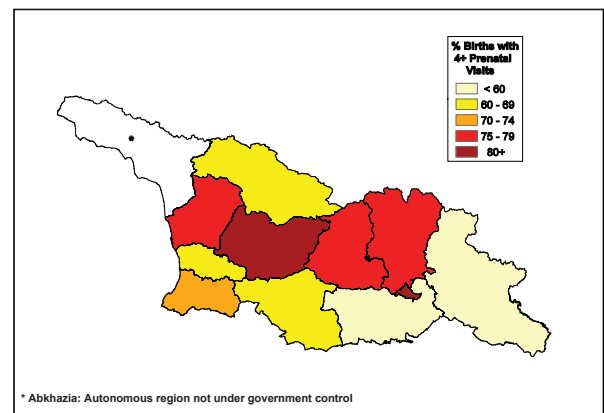 % Births with
4+ Prenatal
Visits
< 60
60 - 69
70 - 74
75 - 79
80+
*
* Abkhazia: Autonomous region not under government control